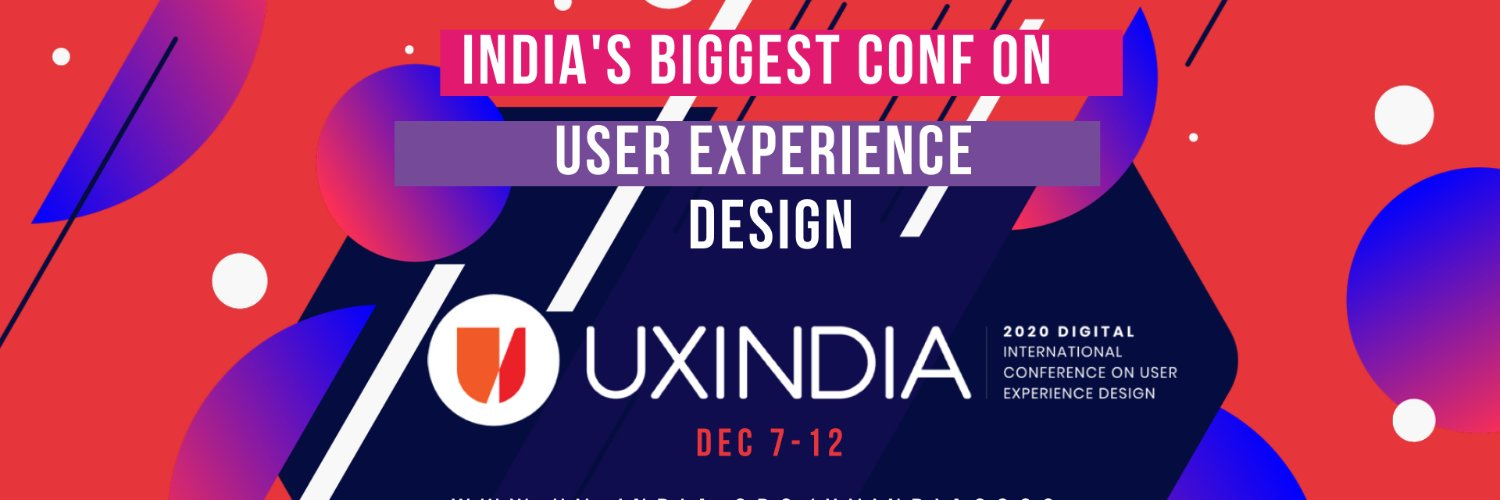 INDIA'S BIGGEST CONF ON
USER EXPERIENCE
DESIGN
UXINDIA
2020 DIGITAL
INTERNATIONAL
CONFERENCE ON USER
EXPERIENCE DESIGN
DEC 7-12